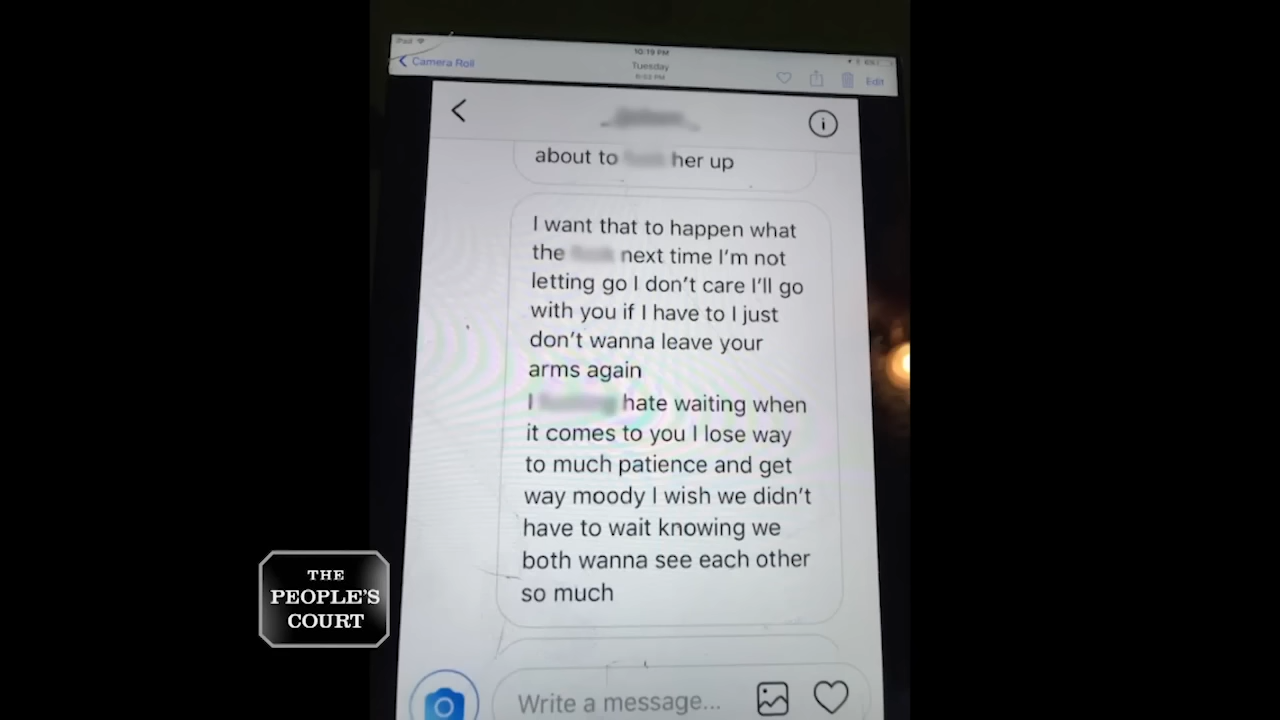 10:19 PM
Camera Roll
Tuesday
Edit
about to her up
I want that to happen what
the next time I'm not
letting go I don't care I'll go
with you if I have to I just
don't wanna leave your
arms again
I hate waiting when
it comes to you I lose way
to much patience and get
way moody I wish we didn't
have to wait knowing we
both wanna see each other
so much
Write a message...
THE
PEOPLE'S
COURT